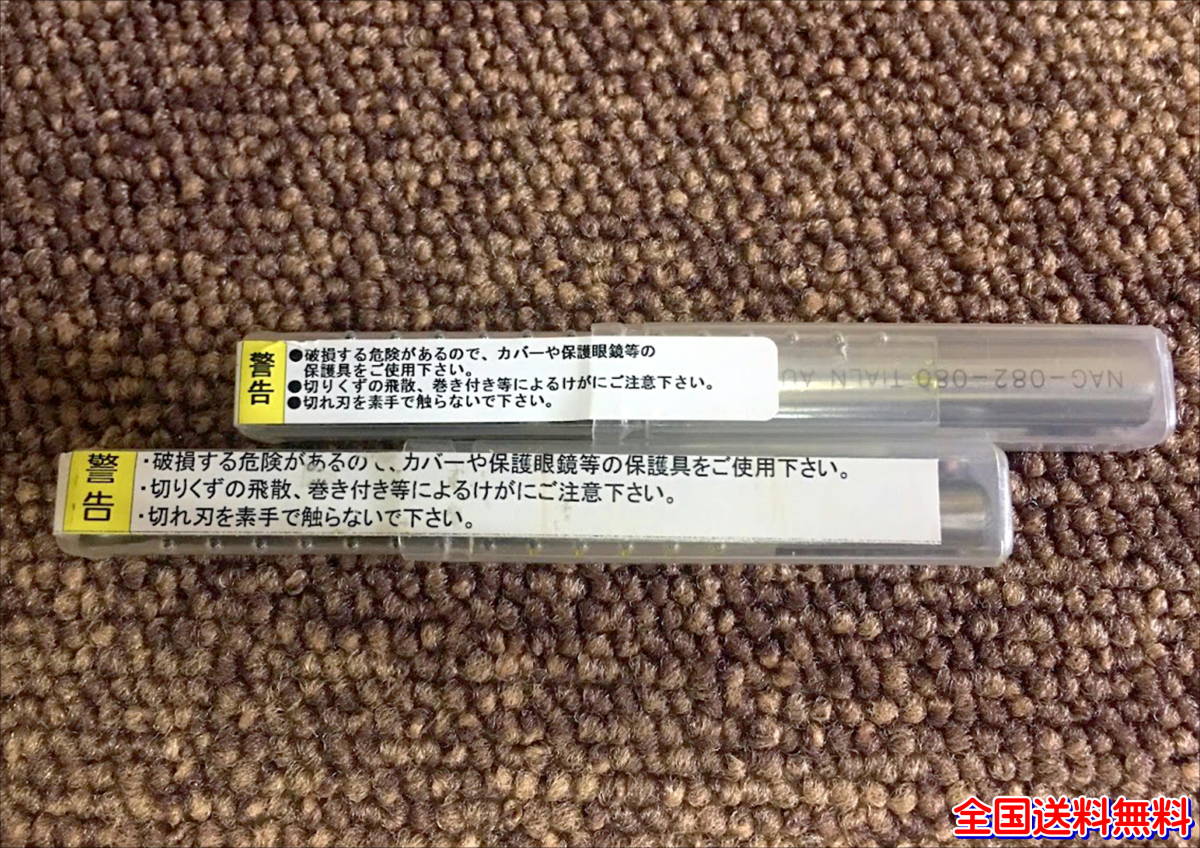 警告
●破損する危険があるので、カバーや保護眼鏡等の
保護具をご使用下さい。
●切りくずの飛散、巻き付き等によるけがにご注意下さい。
●切れ刃を素手で触らないで下さい。
NAG-082-080 TIALN AU
警告
・破損する危険があるので、カバーや保護眼鏡等の保護具をご使用下さい。
・切りくずの飛散、巻き付き等によるけがにご注意下さい。
・切れ刃を素手で触らないで下さい。
全国送料無料